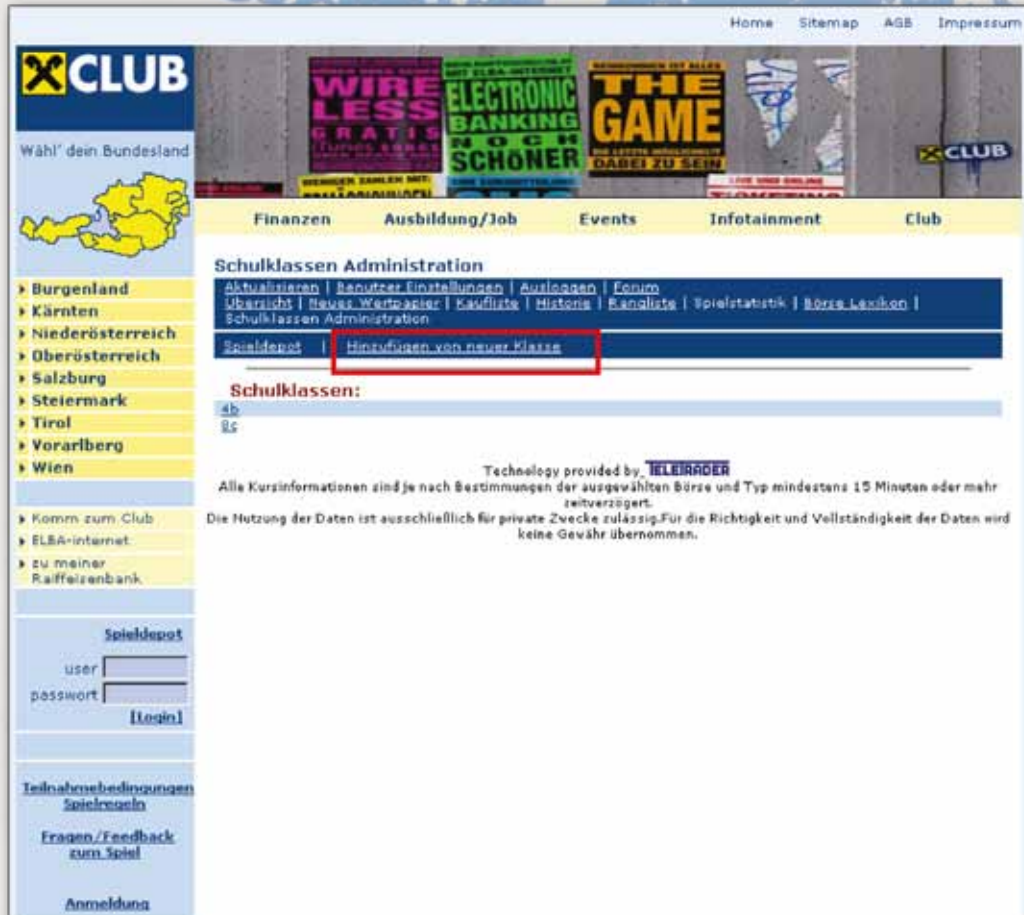 Home Sitemap AGB Impressum
CLUB
WIRE
LESS
GRATIS
ELECTRONIC
BANKING
NOCH
SCHÖNER
THE
GAME
DABEI ZU SEIN
CLUB
Wähl' dein Bundesland
Finanzen Ausbildung/Job Events Infotainment Club
Schulklassen Administration
Aktualisieren | Benutzer Einstellungen | Ausloggen | Forum
Übersicht | Neues Wertpapier | Kaufliste | Historie | Rangliste | Spielstatistik | Börse Lexikon |
Schulklassen Administration
Spieldepot | Hinzufügen von neuer Klasse
Schulklassen:
4b
8c
Technology provided by TELETRADER
Alle Kursinformationen sind je nach Bestimmungen der ausgewählten Börse und Typ mindestens 15 Minuten oder mehr
zeitverzögert.
Die Nutzung der Daten ist ausschließlich für private Zwecke zulässig.Für die Richtigkeit und Vollständigkeit der Daten wird
keine Gewähr übernommen.
Burgenland
Kärnten
Niederösterreich
Oberösterreich
Salzburg
Steiermark
Tirol
Vorarlberg
Wien
Komm zum Club
ELBA-internet
zu meiner
Raiffeisenbank
Spieldepot
user
passwort
[Login]
Teilnahmebedingungen
Spielregeln
Fragen/Feedback
zum Spiel
Anmeldung